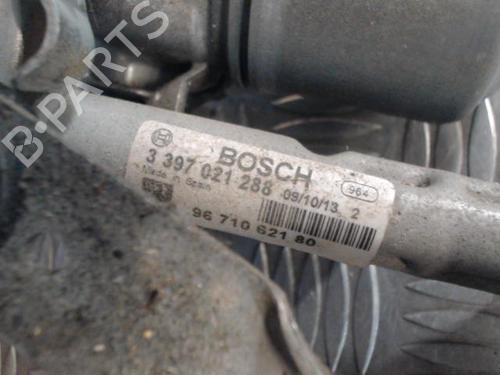 B-PARTS
BOSCH
3 397 021 288
Made in Spain
09/10/13 2
964
96 710 621 80